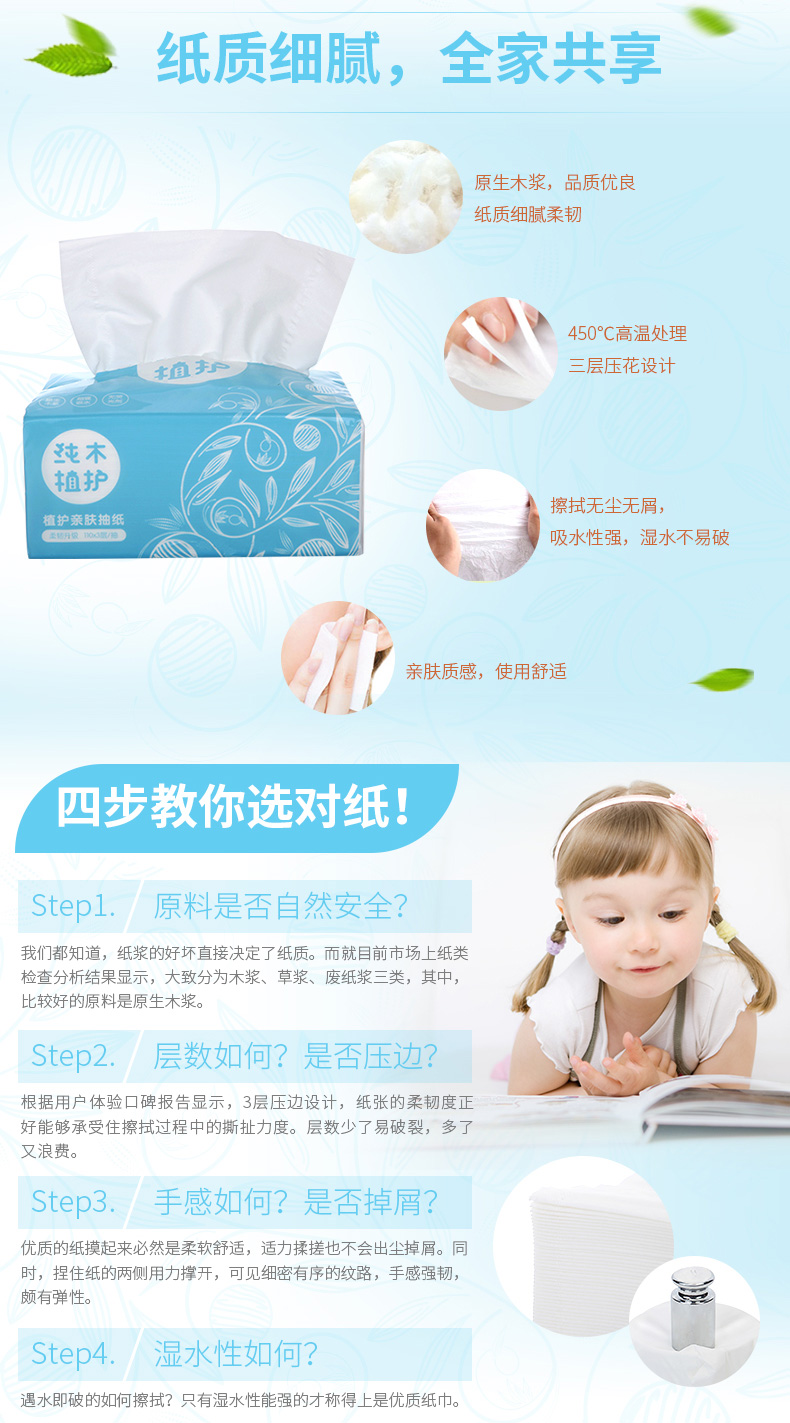 纸质细腻，全家共享
原生木浆，品质优良
纸质细腻柔韧
450℃高温处理
三层压花设计
植护
纯木
植护
植护亲肤抽纸
擦拭无尘无屑，
吸水性强，湿水不易破
亲肤质感，使用舒适
四步教你选对纸！
Step1. 原料是否自然安全？
我们都知道，纸浆的好坏直接决定了纸质。而就目前市场上纸类
检查分析结果显示，大致分为木浆、草浆、废纸浆三类，其中，
比较好的原料是原生木浆。
Step2. 层数如何？是否压边？
根据用户体验口碑报告显示，3层压边设计，纸张的柔韧度正
好能够承受住擦拭过程中的撕扯力度。层数少了易破裂，多了
又浪费。
Step3. 手感如何？是否掉屑？
优质的纸摸起来必然是柔软舒适，适力揉搓也不会出尘掉屑。同
时，捏住纸的两侧用力撑开，可见细密有序的纹路，手感强韧，
颇有弹性。
Step4. 湿水性如何？
遇水即破的如何擦拭？只有湿水性能强的才称得上是优质纸巾。